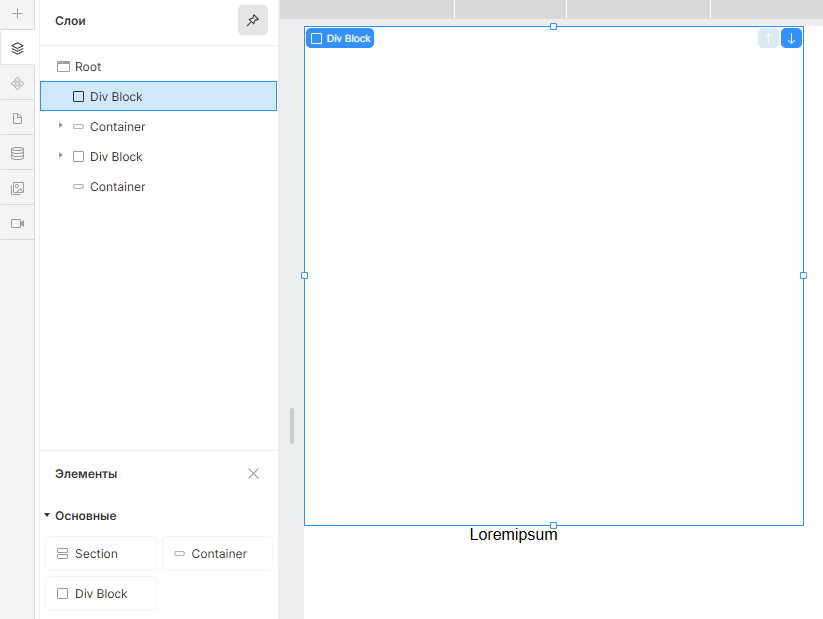 Слои
Root
Div Block
Container
Div Block
Container
Элементы
Основные
Section
Container
Div Block
Div Block
Loremipsum